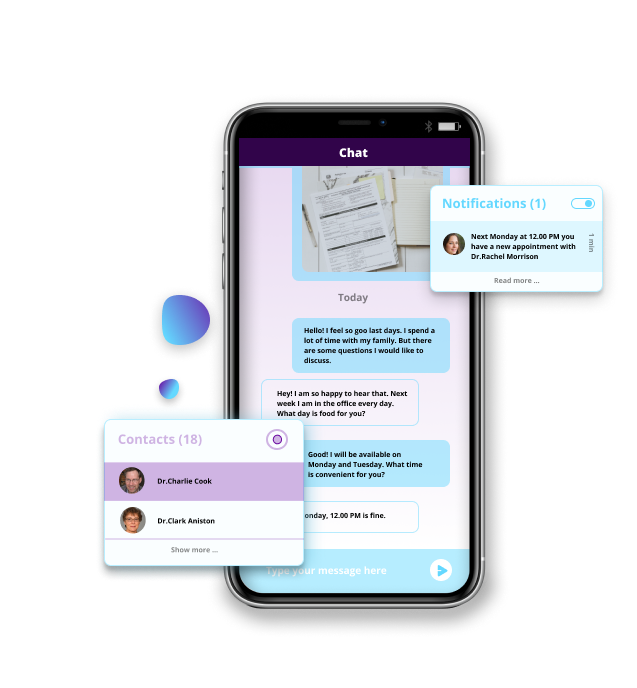 Chat
Notifications (1)
Next Monday at 12.00 PM you
have a new appointment with
Dr.Rachel Morrison
1 min
Read more ...
Today
Hello! I feel so goo last days. I spend a
lot of time with my family. But there
are some questions I would like to
discuss.
Hey! I am so happy to hear that. Next
week I am in the office every day.
What day is food for you?
Good! I will be available on
Monday and Tuesday. What time
is convenient for you?
onday, 12.00 PM is fine.
Contacts (18)
Dr.Charlie Cook
Dr.Clark Aniston
Show more ...
Type your message here